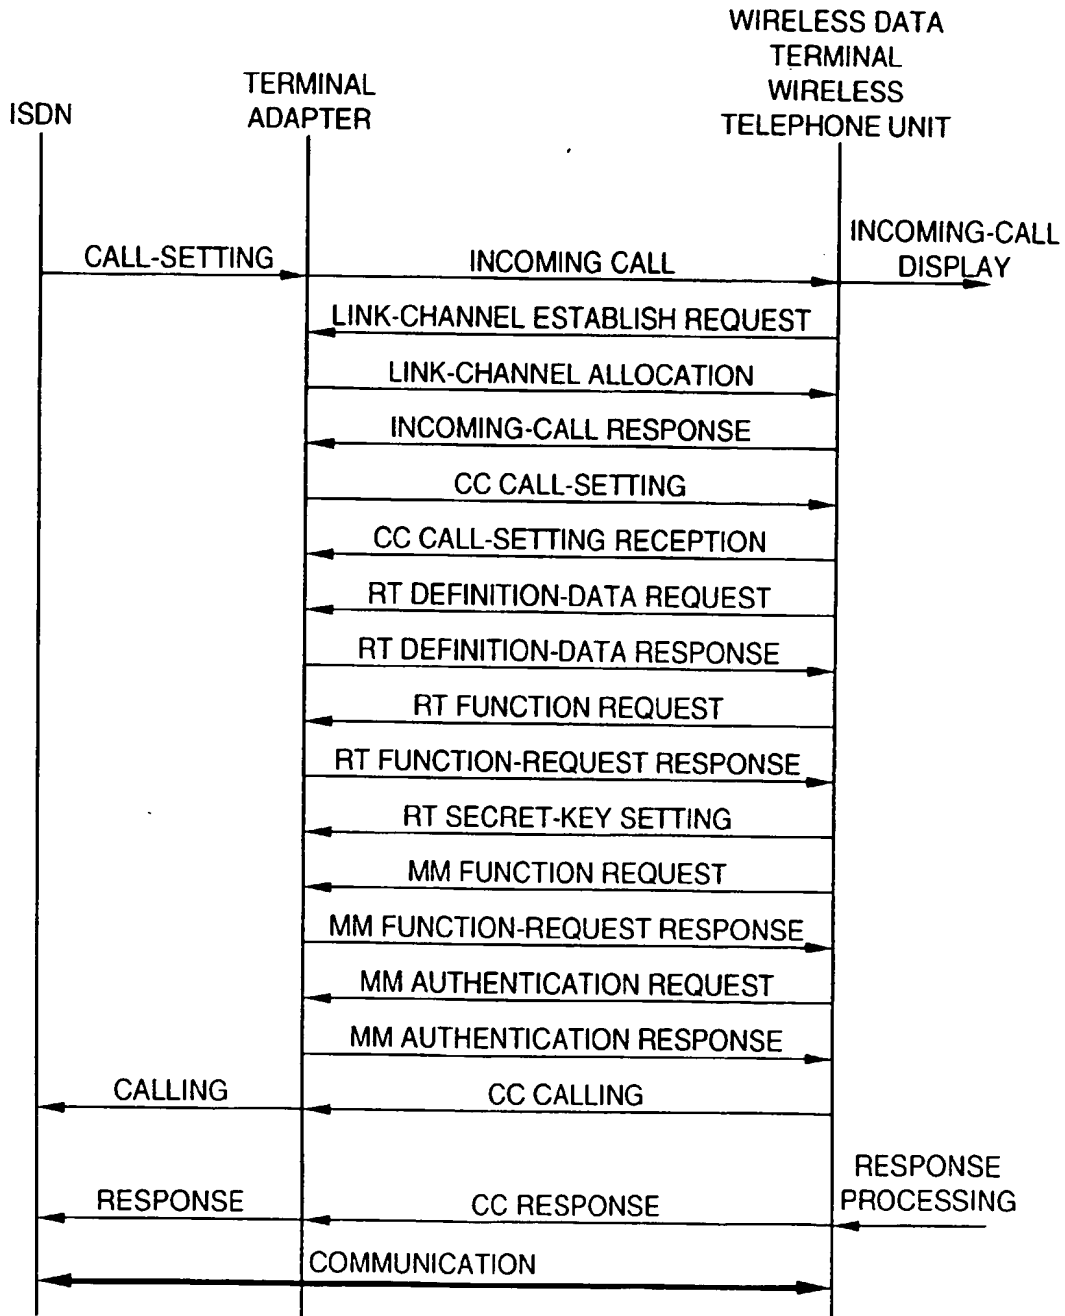 WIRELESS DATA
TERMINAL
WIRELESS
TELEPHONE UNIT
TERMINAL
ADAPTER
ISDN
INCOMING-CALL
DISPLAY
CALL-SETTING
INCOMING CALL
LINK-CHANNEL ESTABLISH REQUEST
LINK-CHANNEL ALLOCATION
INCOMING-CALL RESPONSE
CC CALL-SETTING
CC CALL-SETTING RECEPTION
RT DEFINITION-DATA REQUEST
RT DEFINITION-DATA RESPONSE
RT FUNCTION REQUEST
RT FUNCTION-REQUEST RESPONSE
RT SECRET-KEY SETTING
MM FUNCTION REQUEST
MM FUNCTION-REQUEST RESPONSE
MM AUTHENTICATION REQUEST
MM AUTHENTICATION RESPONSE
CALLING
CC CALLING
RESPONSE
PROCESSING
RESPONSE
CC RESPONSE
COMMUNICATION